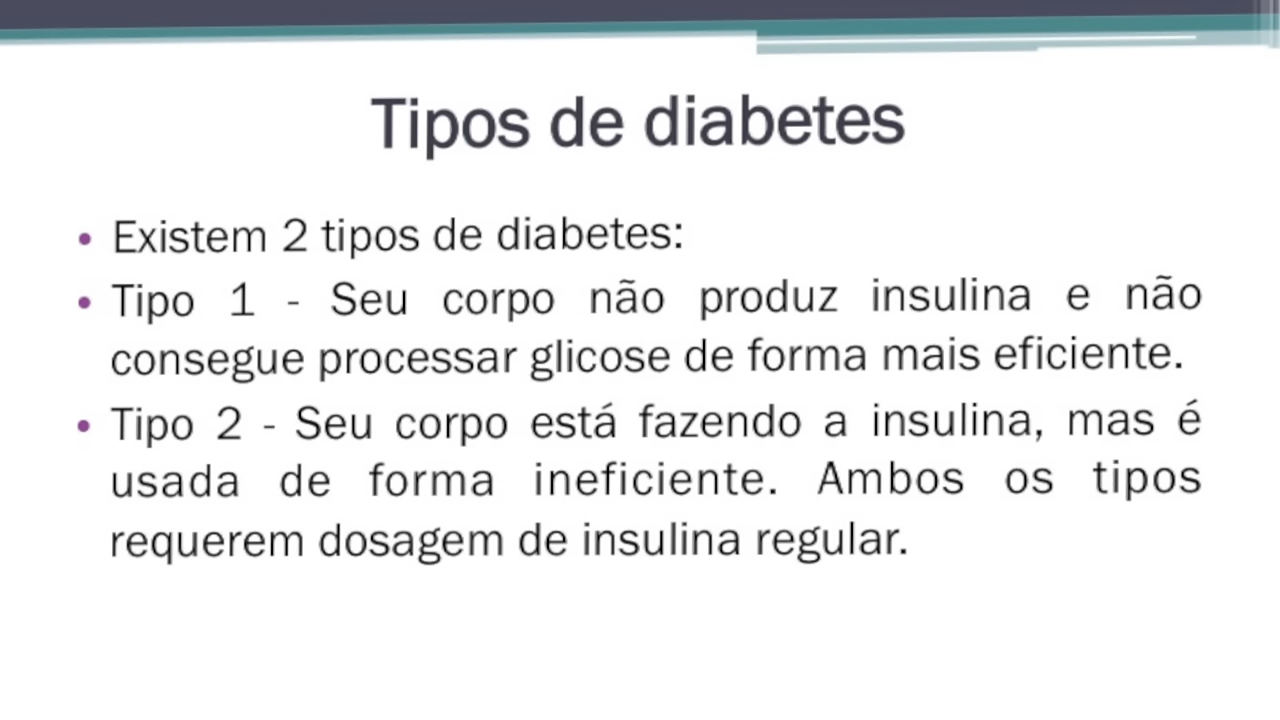 Tipos de diabetes
• Existem 2 tipos de diabetes:
• Tipo 1 - Seu corpo não produz insulina e não
consegue processar glicose de forma mais eficiente.
• Tipo 2 - Seu corpo está fazendo a insulina, mas é
usada de forma ineficiente. Ambos os tipos
requerem dosagem de insulina regular.